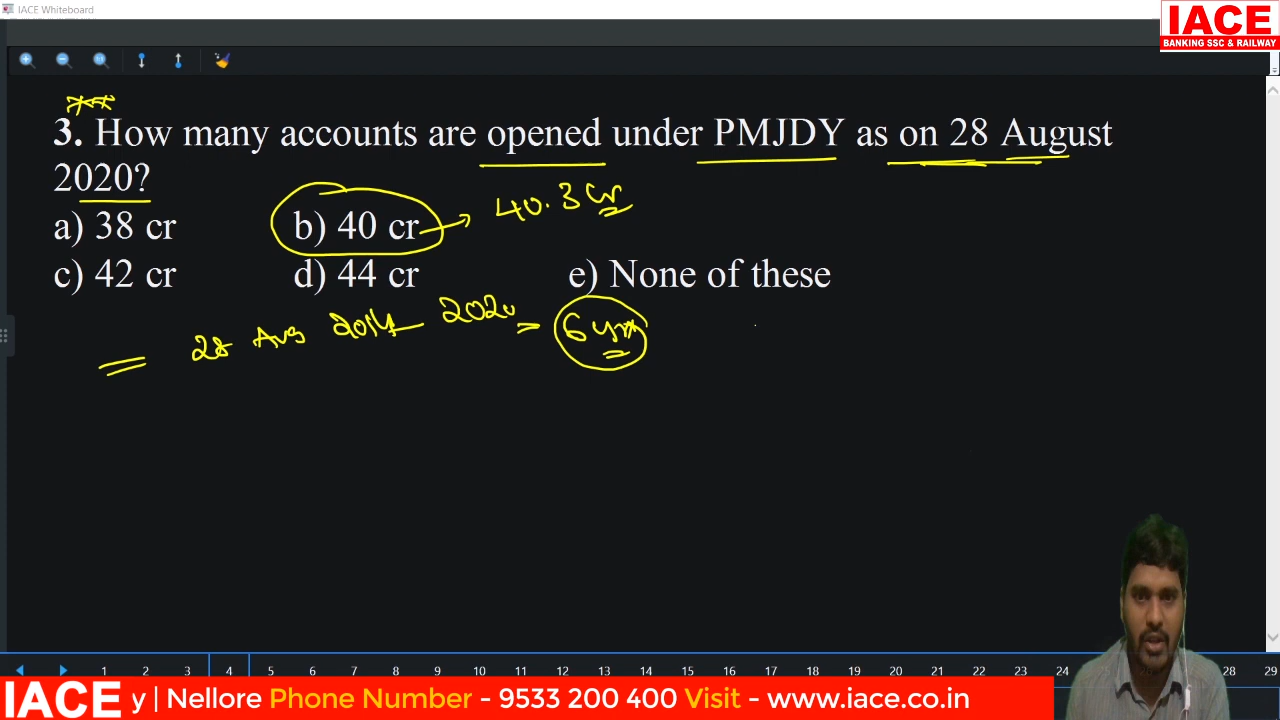 IACE Whiteboard
IACE
BANKING SSC & RAILWAY
***
3. How many accounts are opened under PMJDY as on 28 August
2020?
a) 38 cr b) 40 cr → 40.3 cr
c) 42 cr d) 44 cr e) None of these
28 Aug 2014 2020 = 6 yrs
1 2 3 4 5 6 7 8 9 10 11 12 13 14 15 16 17 18 19 20 21 22 23 24 28 29
IACE y | Nellore Phone Number - 9533 200 400 Visit - www.iace.co.in